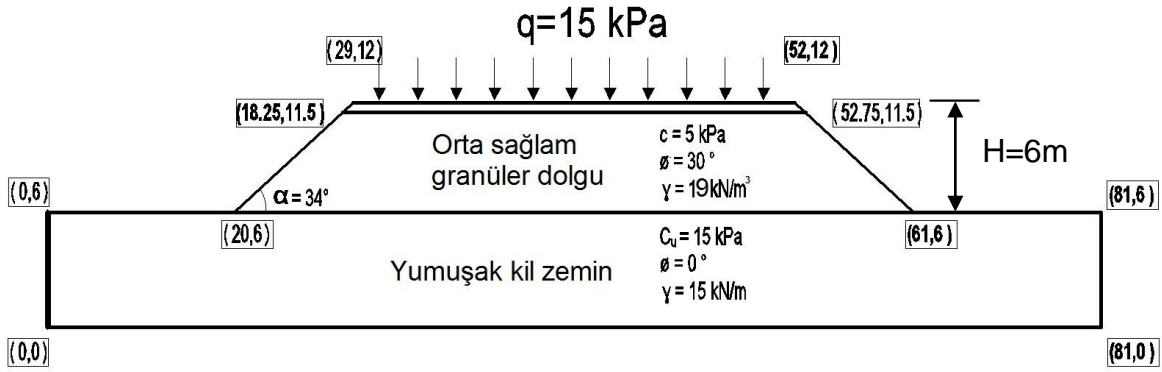 q=15 kPa
(29,12)
(52,12)
(18.25,11.5)
(52.75,11.5)
Orta sağlam
granüler dolgu
c = 5 kPa
ø = 30 °
γ = 19kN/m³
H=6m
(0,6)
α = 34°
(81,6)
(20,6)
(61,6)
Yumuşak kil zemin
Cu = 15 kPa
ø = 0 °
γ = 15 kN/m
(0,0)
(81,0)